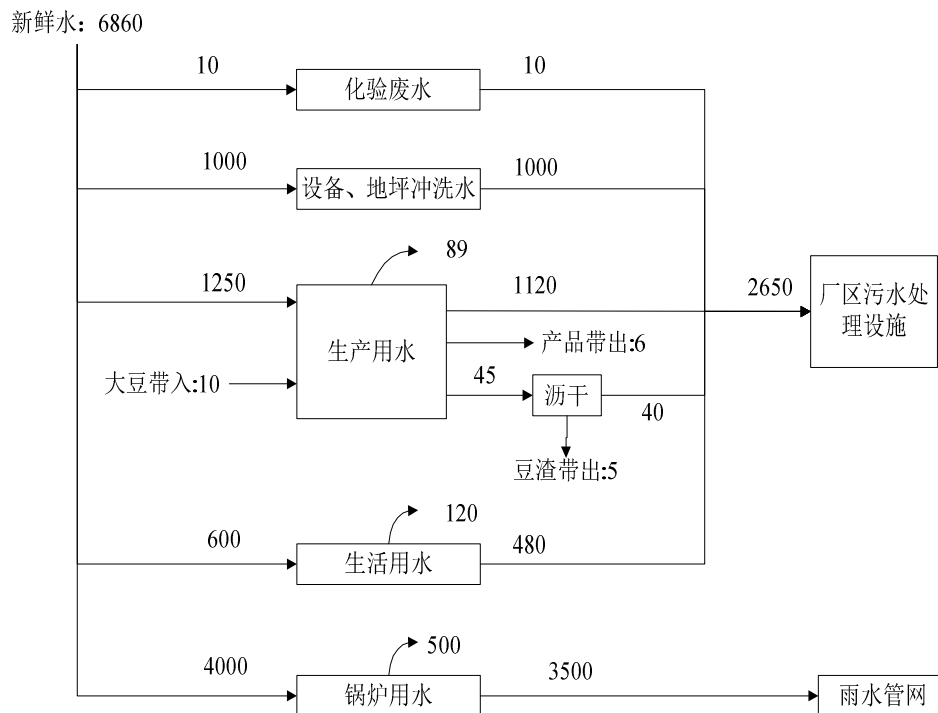 新鲜水：6860
10
化验废水
10
1000
设备、地坪冲洗水
1000
1250
89
生产用水
1120
2650
厂区污水处
理设施
产品带出:6
大豆带入:10
45
沥干
40
豆渣带出:5
600
120
生活用水
480
4000
500
锅炉用水
3500
雨水管网